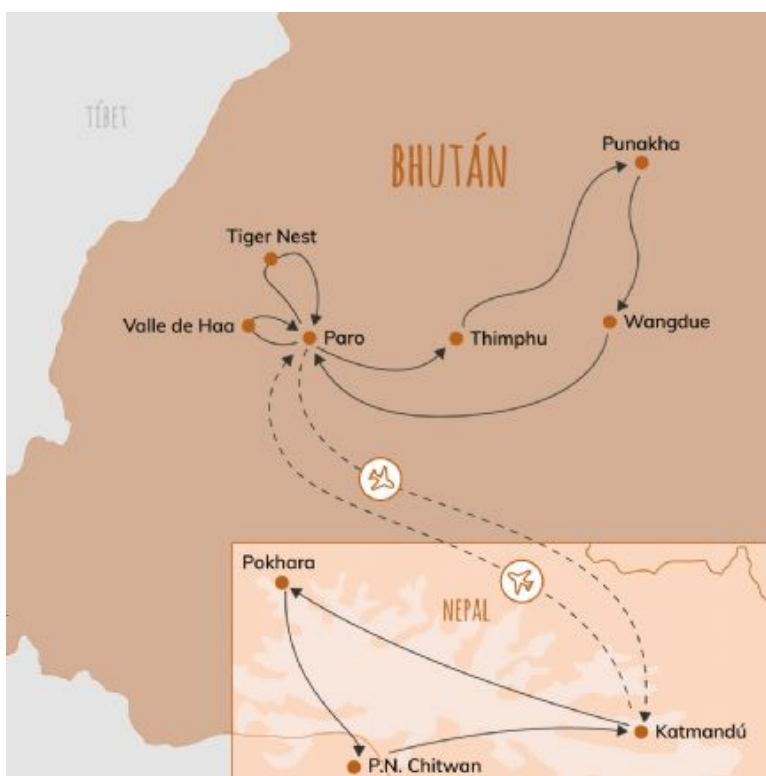 TÍBET
BHUTÁN
Punakha
Tiger Nest
Valle de Haa
Paro
Thimphu
Wangdue
Pokhara
NEPAL
Katmandú
P.N. Chitwan